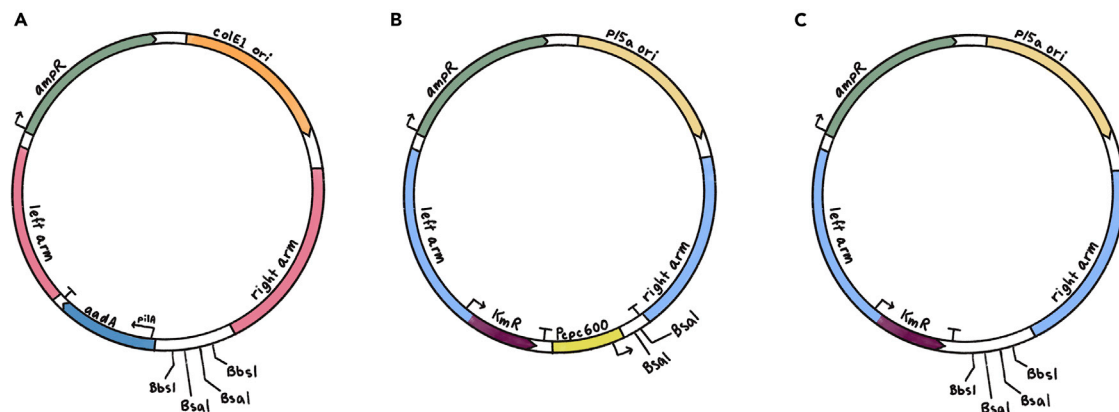 A
ampR
colE1 ori
left arm
right arm
aadA
pilA
BbsI
BsaI
BsaI
BbsI
B
ampR
p15a ori
left arm
right arm
KmR
Pcpc600
BsaI
BsaI
C
ampR
p15a ori
left arm
right arm
KmR
BbsI
BsaI
BsaI
BbsI